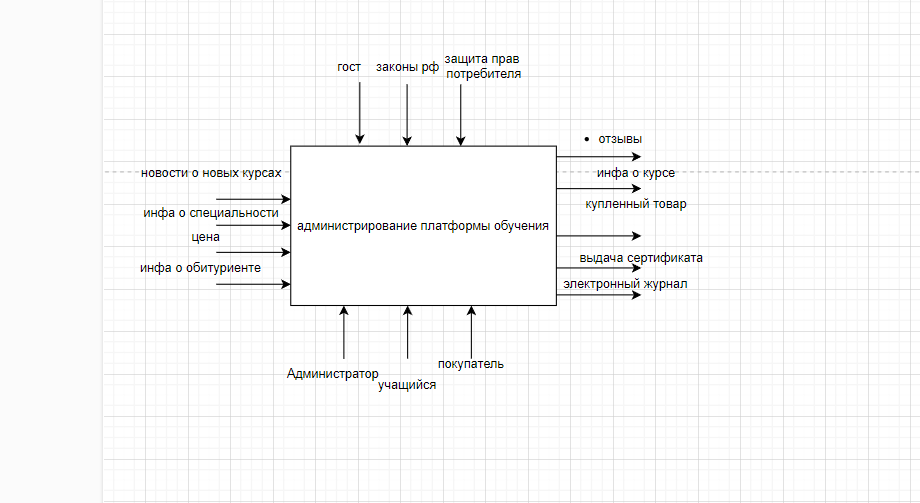 гост
законы рф
защита прав
потребителя
• отзывы
новости о новых курсах
инфа о курсе
инфа о специальности
купленный товар
администрирование платформы обучения
цена
выдача сертификата
инфа о обитуриенте
электронный журнал
Администратор
учащийся
покупатель